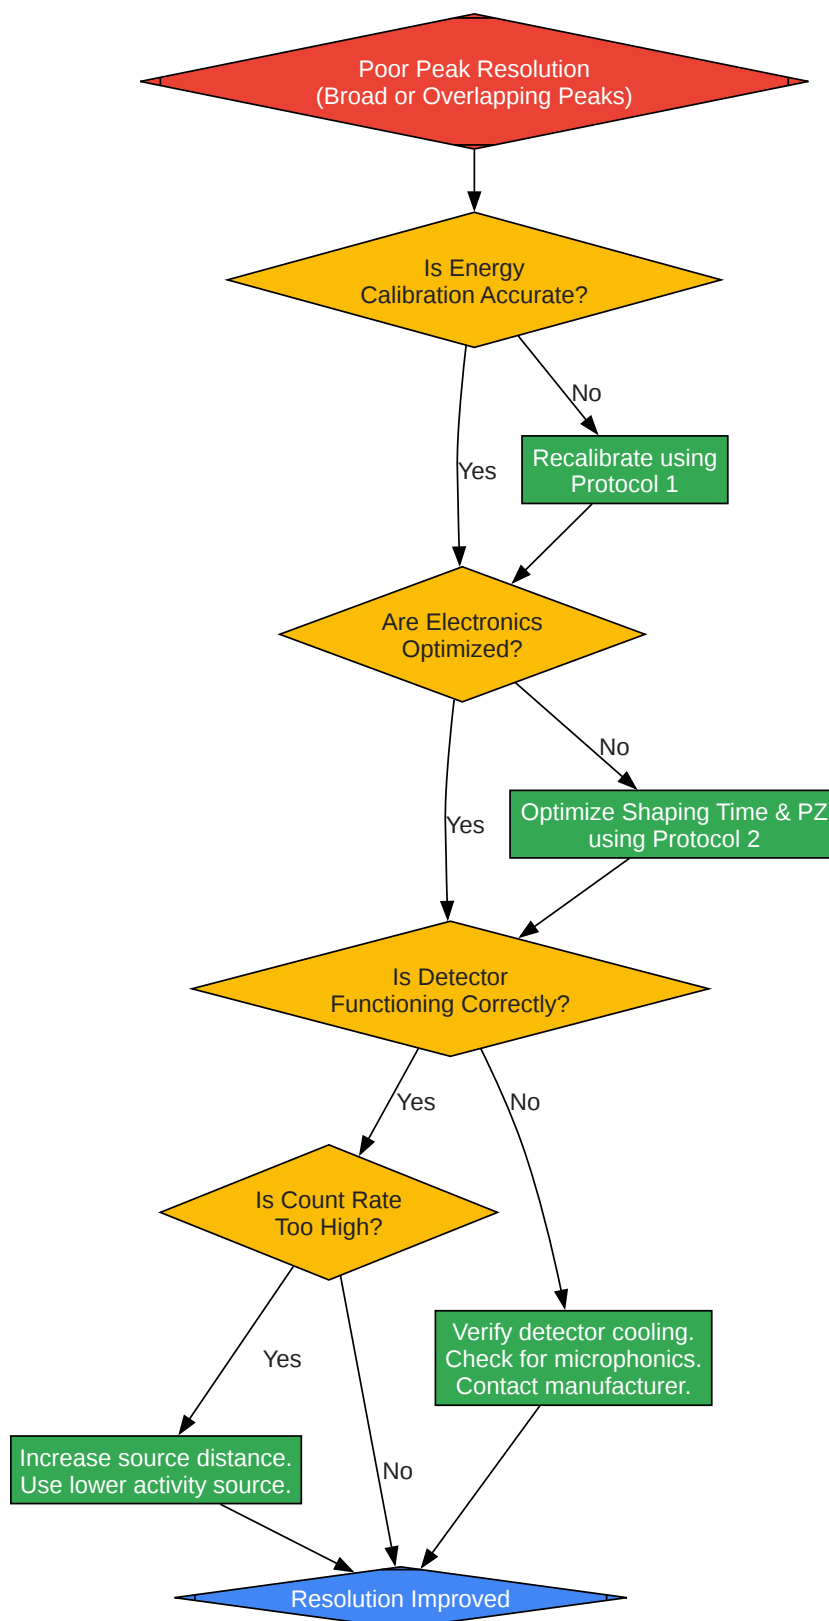 Poor Peak Resolution
(Broad or Overlapping Peaks)
Is Energy
Calibration Accurate?
No
Yes
Recalibrate using
Protocol 1
Are Electronics
Optimized?
No
Yes
Optimize Shaping Time & PZ
using Protocol 2
Is Detector
Functioning Correctly?
Yes
No
Is Count Rate
Too High?
Verify detector cooling.
Check for microphonics.
Contact manufacturer.
Yes
No
Increase source distance.
Use lower activity source.
Resolution Improved